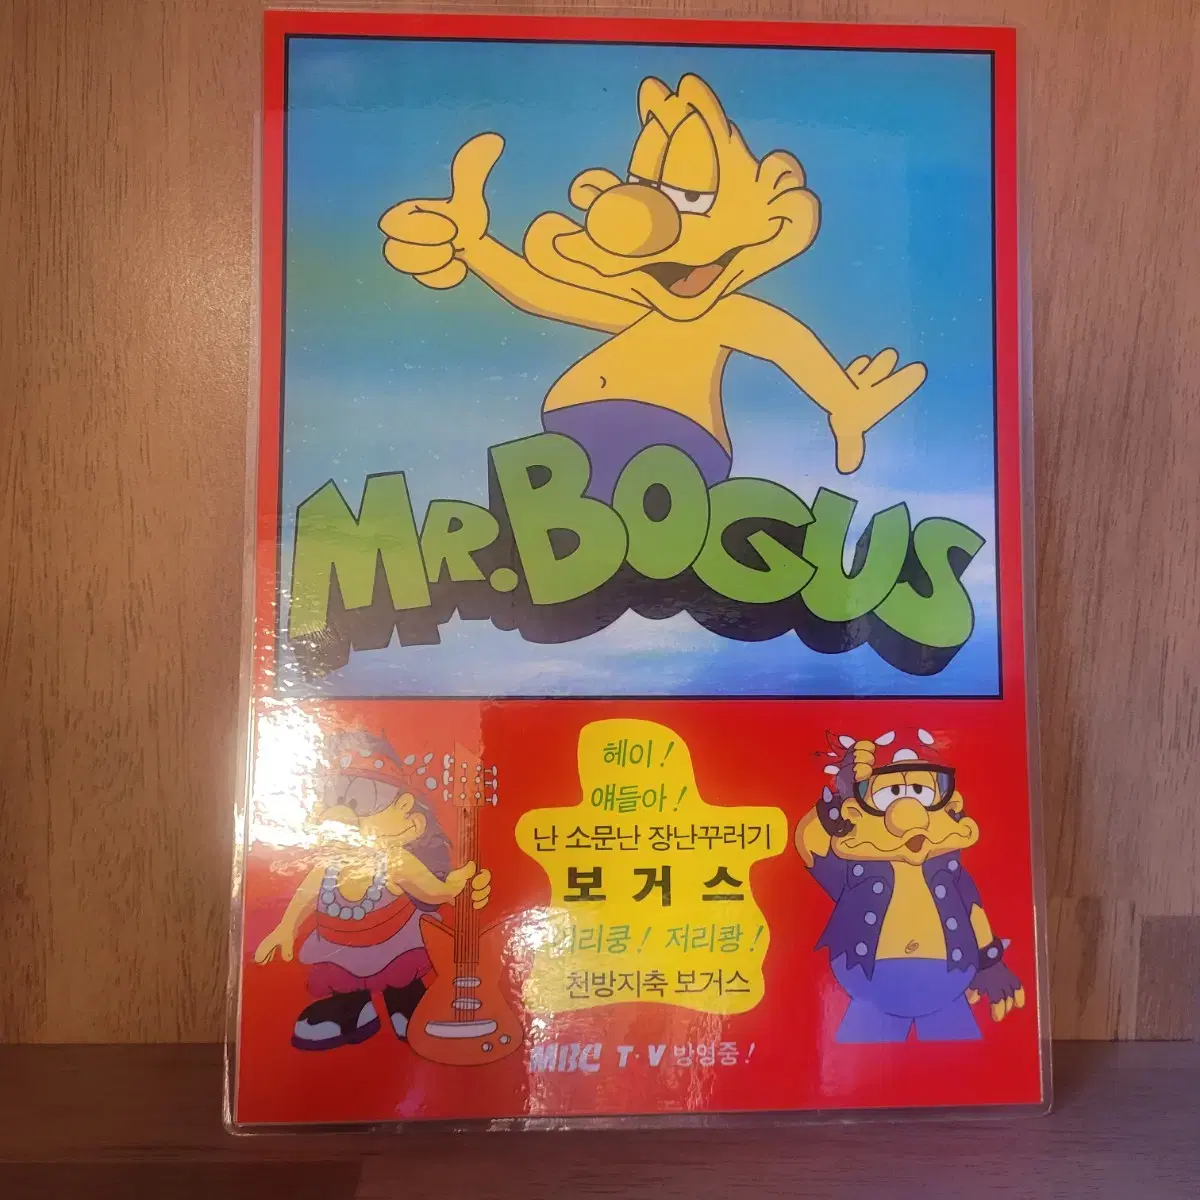 MR. BOGUS
헤이!
얘들아!
난 소문난 장난꾸러기
보거스
저리쾅!
천방지축 보거스
MBC T·V 방영중!